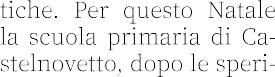 tiche. Per questo Natale
la scuola primaria di Ca-
stelnovetto, dopo le speri-